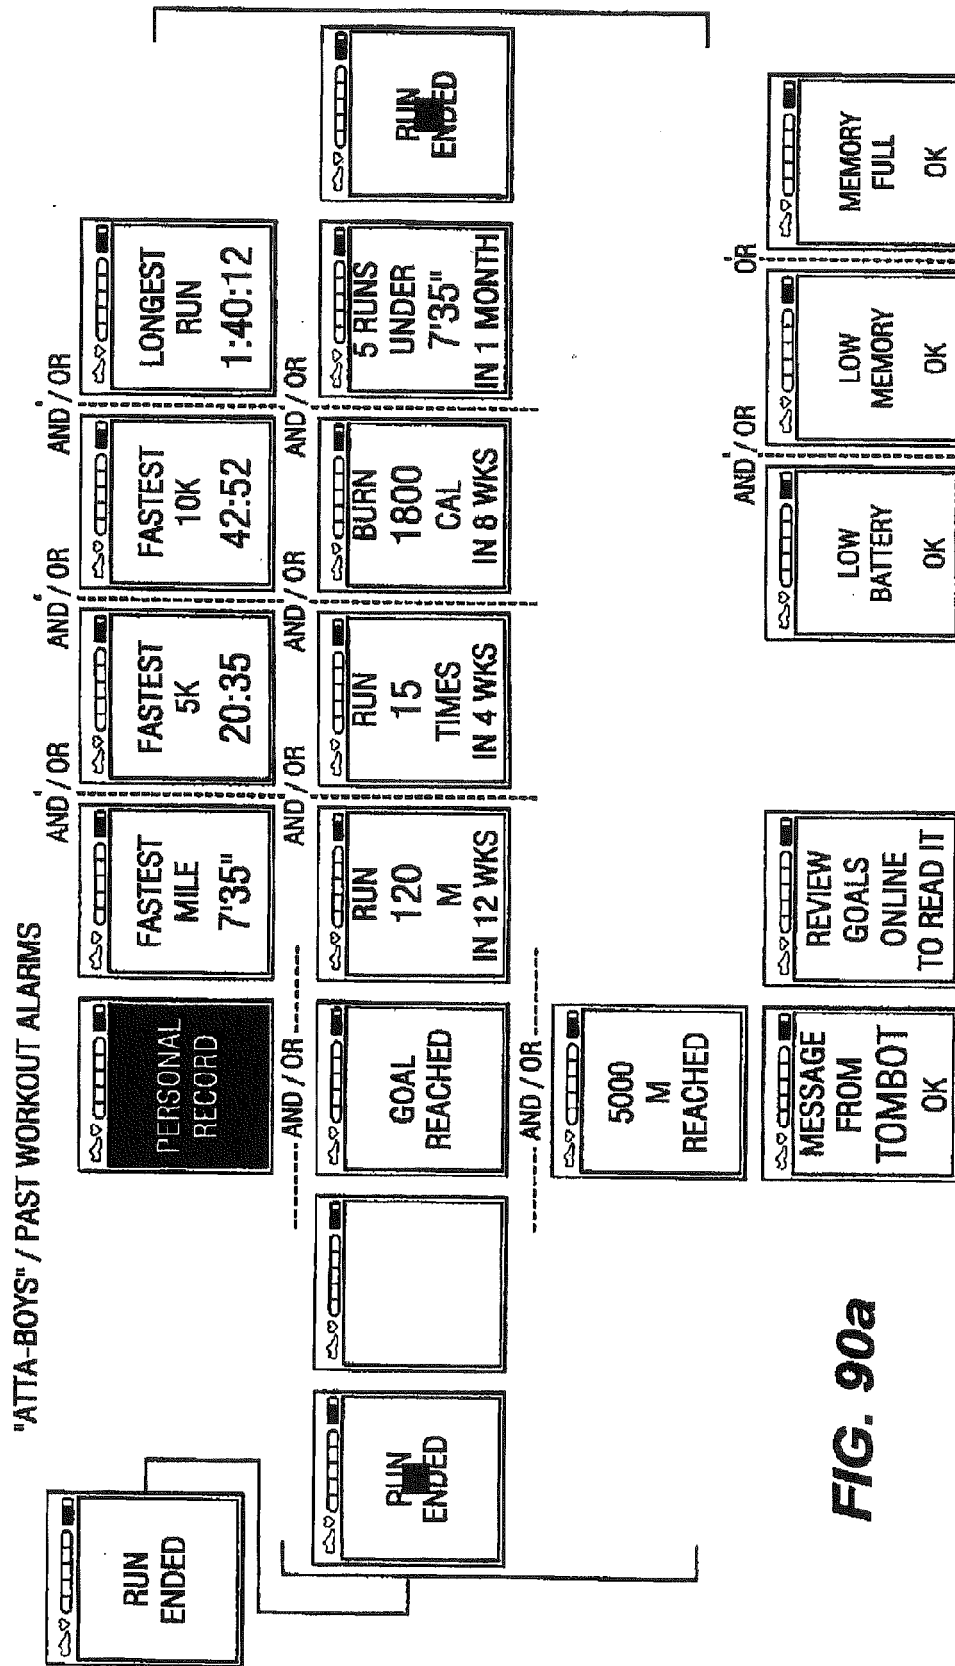 "ATTA-BOYS" / PAST WORKOUT ALARMS
RUN
ENDED
PERSONAL
RECORD
FASTEST
MILE
7'35"
AND / OR
FASTEST
5K
20:35
AND / OR
FASTEST
10K
42:52
AND / OR
LONGEST
RUN
1:40:12
AND / OR
RUN
ENDED
GOAL
REACHED
RUN
120
M
IN 12 WKS
AND / OR
RUN
15
TIMES
IN 4 WKS
AND / OR
BURN
1800
CAL
IN 8 WKS
AND / OR
5 RUNS
UNDER
7'35"
IN 1 MONTH
RUN
ENDED
AND / OR
5000
M
REACHED
MESSAGE
FROM
TOMBOT
OK
REVIEW
GOALS
ONLINE
TO READ IT
LOW
BATTERY
OK
AND / OR
LOW
MEMORY
OK
OR
MEMORY
FULL
OK
FIG. 90a